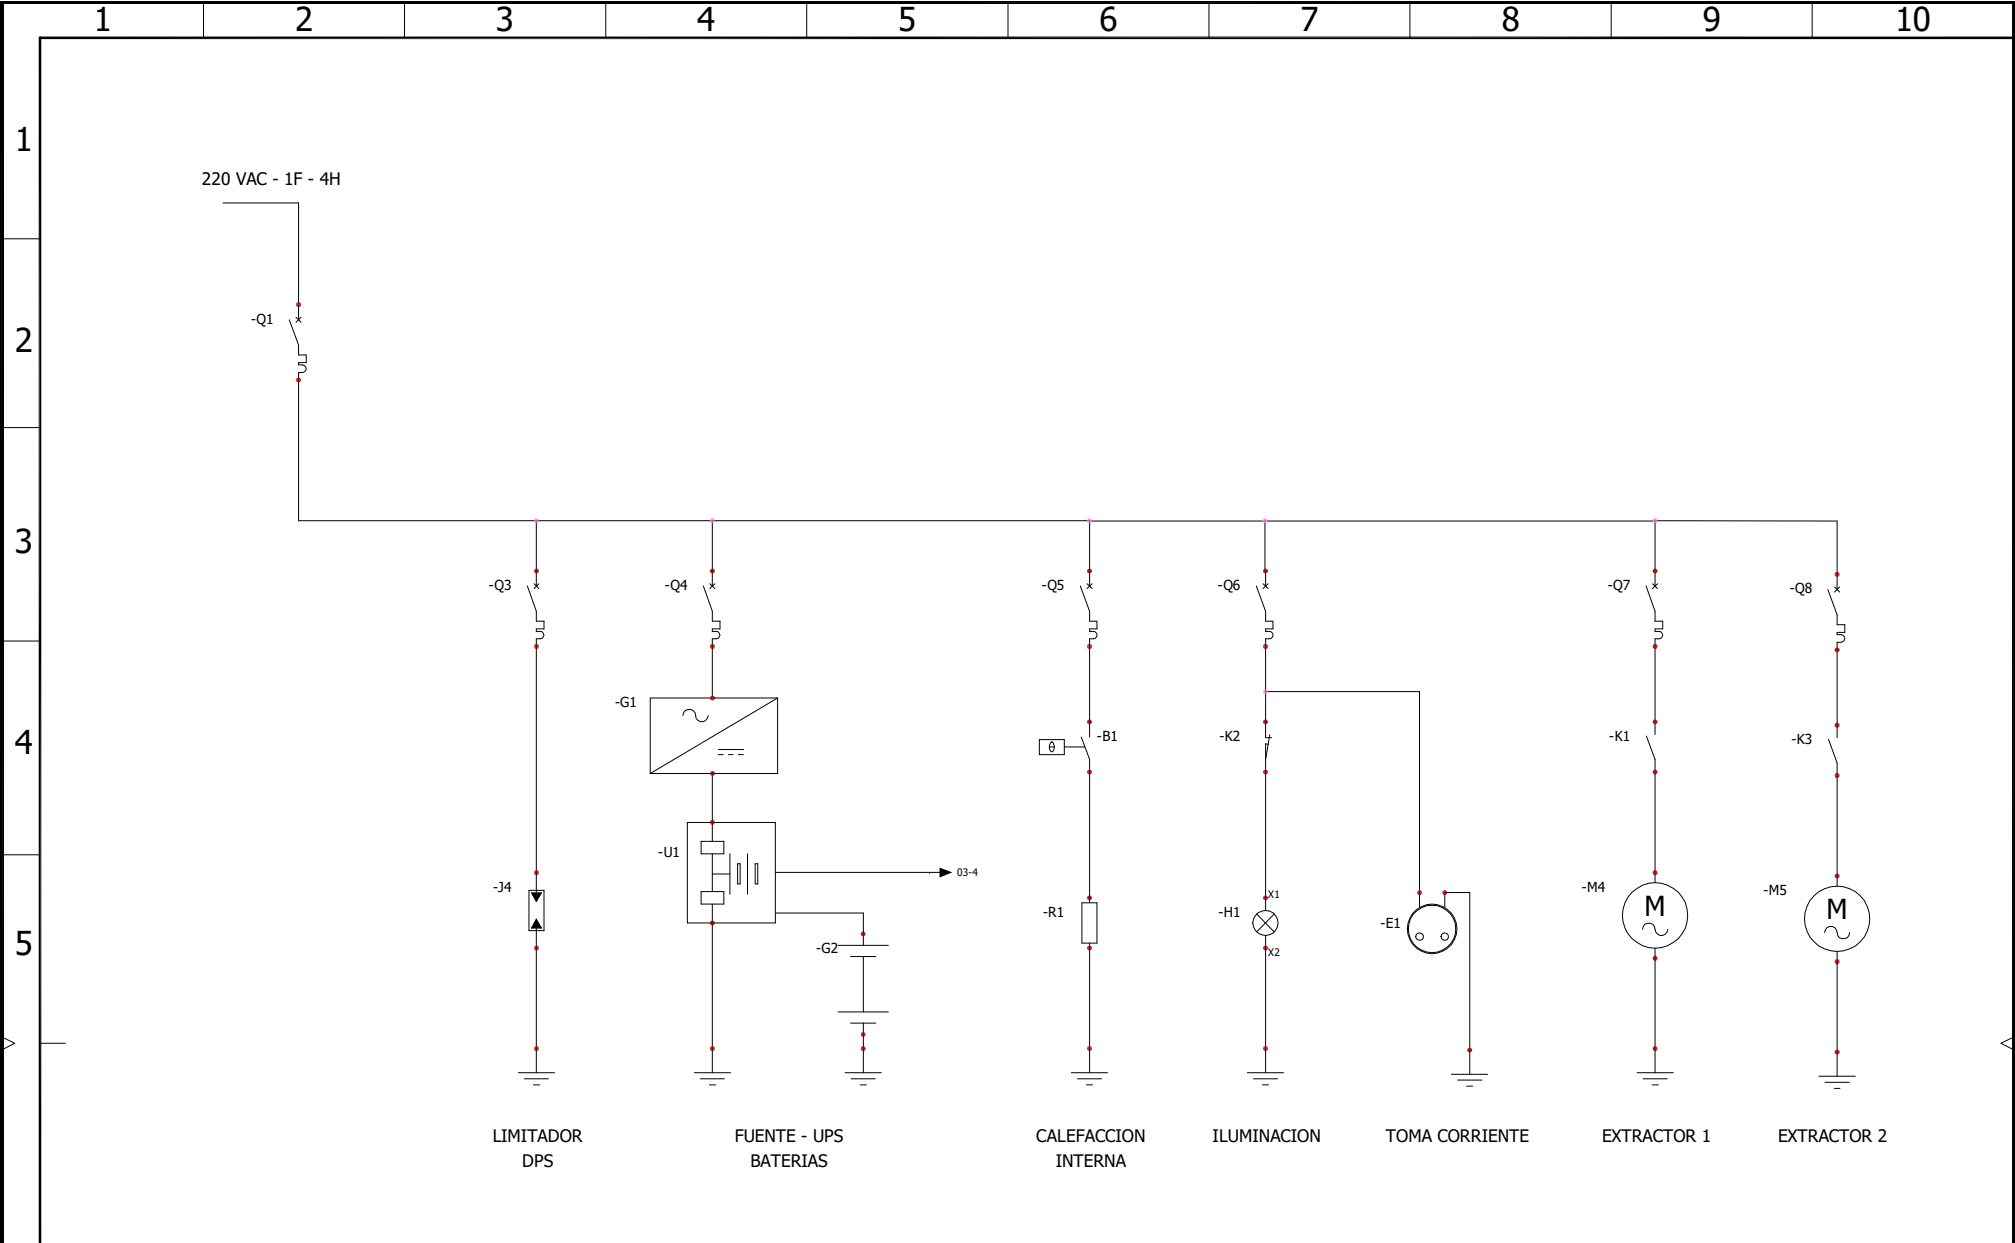 1 2 3 4 5 6 7 8 9 10
1
220 VAC - 1F - 4H
-Q1
2
3
-Q3 -Q4 -Q5 -Q6 -Q7 -Q8
-G1
4
θ -B1 -K2 -K1 -K3
-U1
03-4
-J4 -R1 X1 -H1 X2 -E1 -M4 M -M5 M
5
-G2
LIMITADOR
DPS
FUENTE - UPS
BATERIAS
CALEFACCION
INTERNA
ILUMINACION
TOMA CORRIENTE
EXTRACTOR 1
EXTRACTOR 2